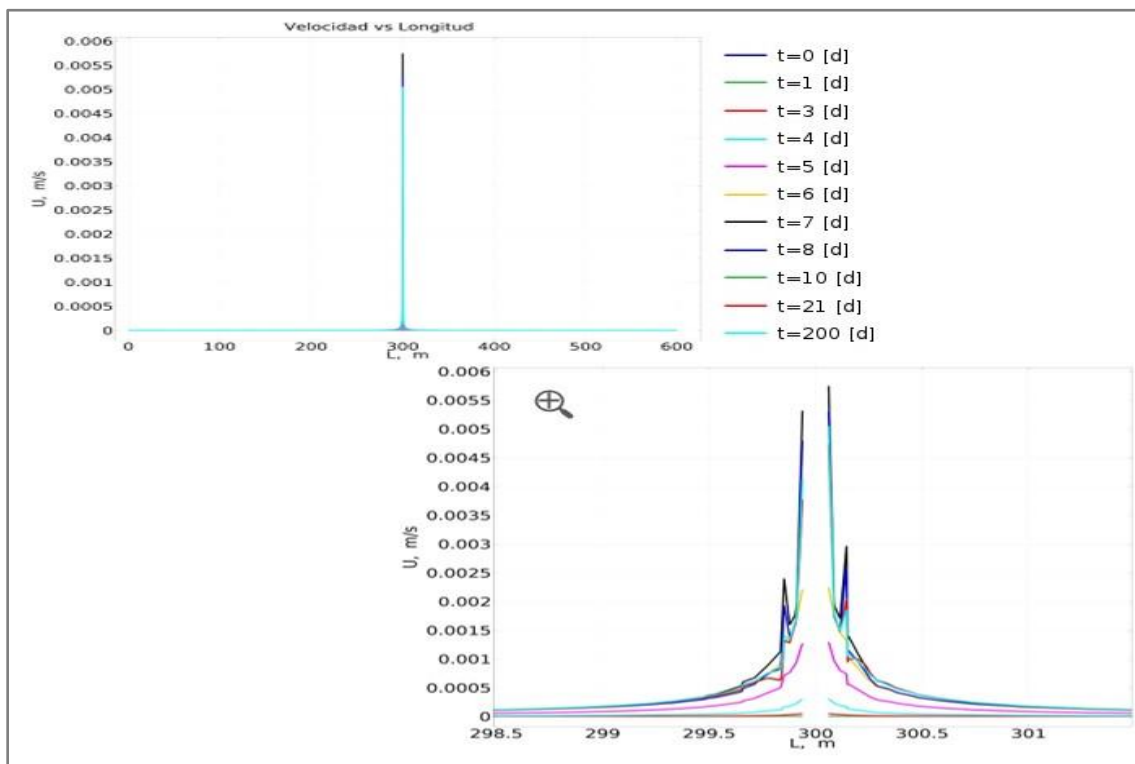 Velocidad vs Longitud
0.006
0.0055
0.005
0.0045
0.004
0.0035
0.003
0.0025
0.002
0.0015
0.001
0.0005
0
U, m/s
0 100 200 300 400 500 600
L, m
t=0 [d]
t=1 [d]
t=3 [d]
t=4 [d]
t=5 [d]
t=6 [d]
t=7 [d]
t=8 [d]
t=10 [d]
t=21 [d]
t=200 [d]
0.006
0.0055
0.005
0.0045
0.004
0.0035
0.003
0.0025
0.002
0.0015
0.001
0.0005
0
U, m/s
298.5 299 299.5 300 300.5 301
L, m